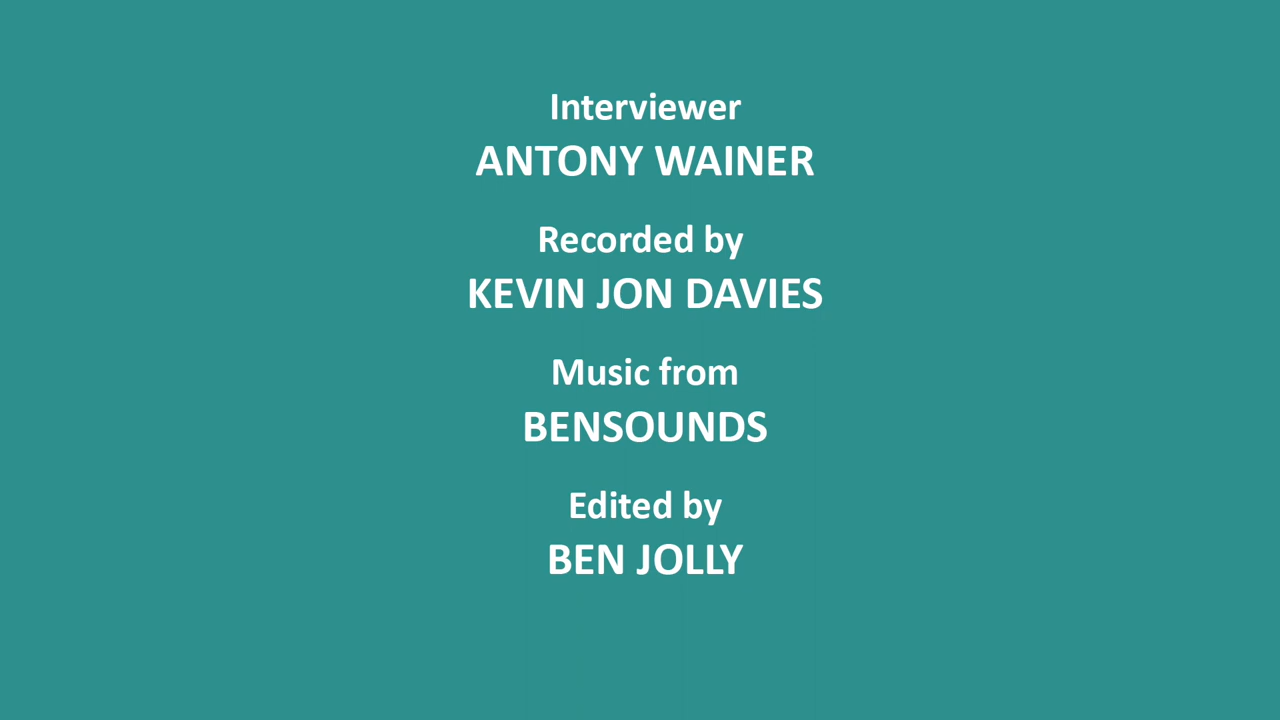 Interviewer
ANTONY WAINER
Recorded by
KEVIN JON DAVIES
Music from
BENSOUNDS
Edited by
BEN JOLLY